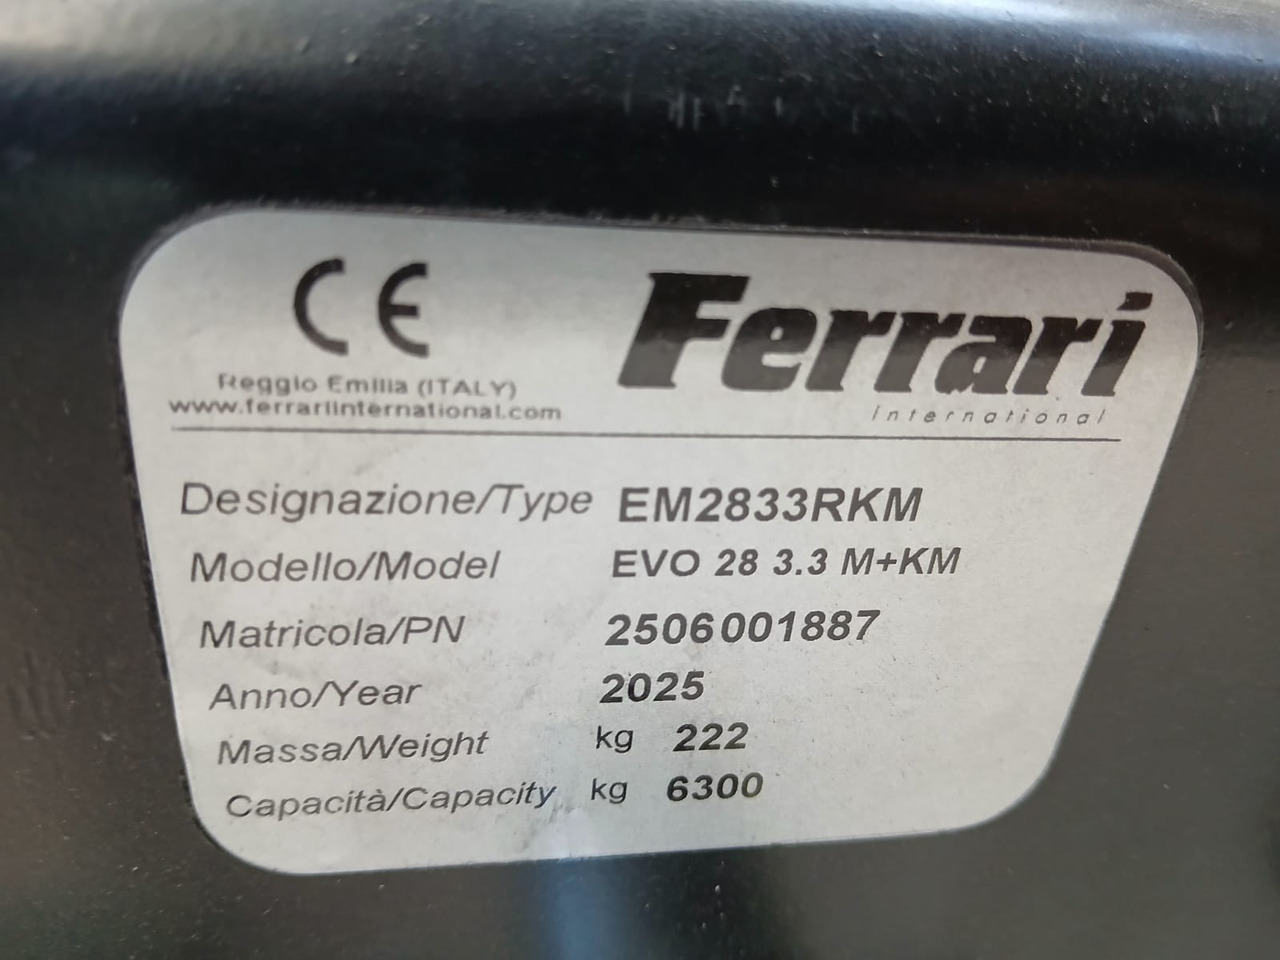 CE
Ferrari
international
Reggio Emilia (ITALY)
www.ferrariinternational.com
Designazione/Type EM2833RKM
Modello/Model EVO 28 3.3 M+KM
Matricola/PN 2506001887
Anno/Year 2025
Massa/Weight kg 222
Capacità/Capacity kg 6300